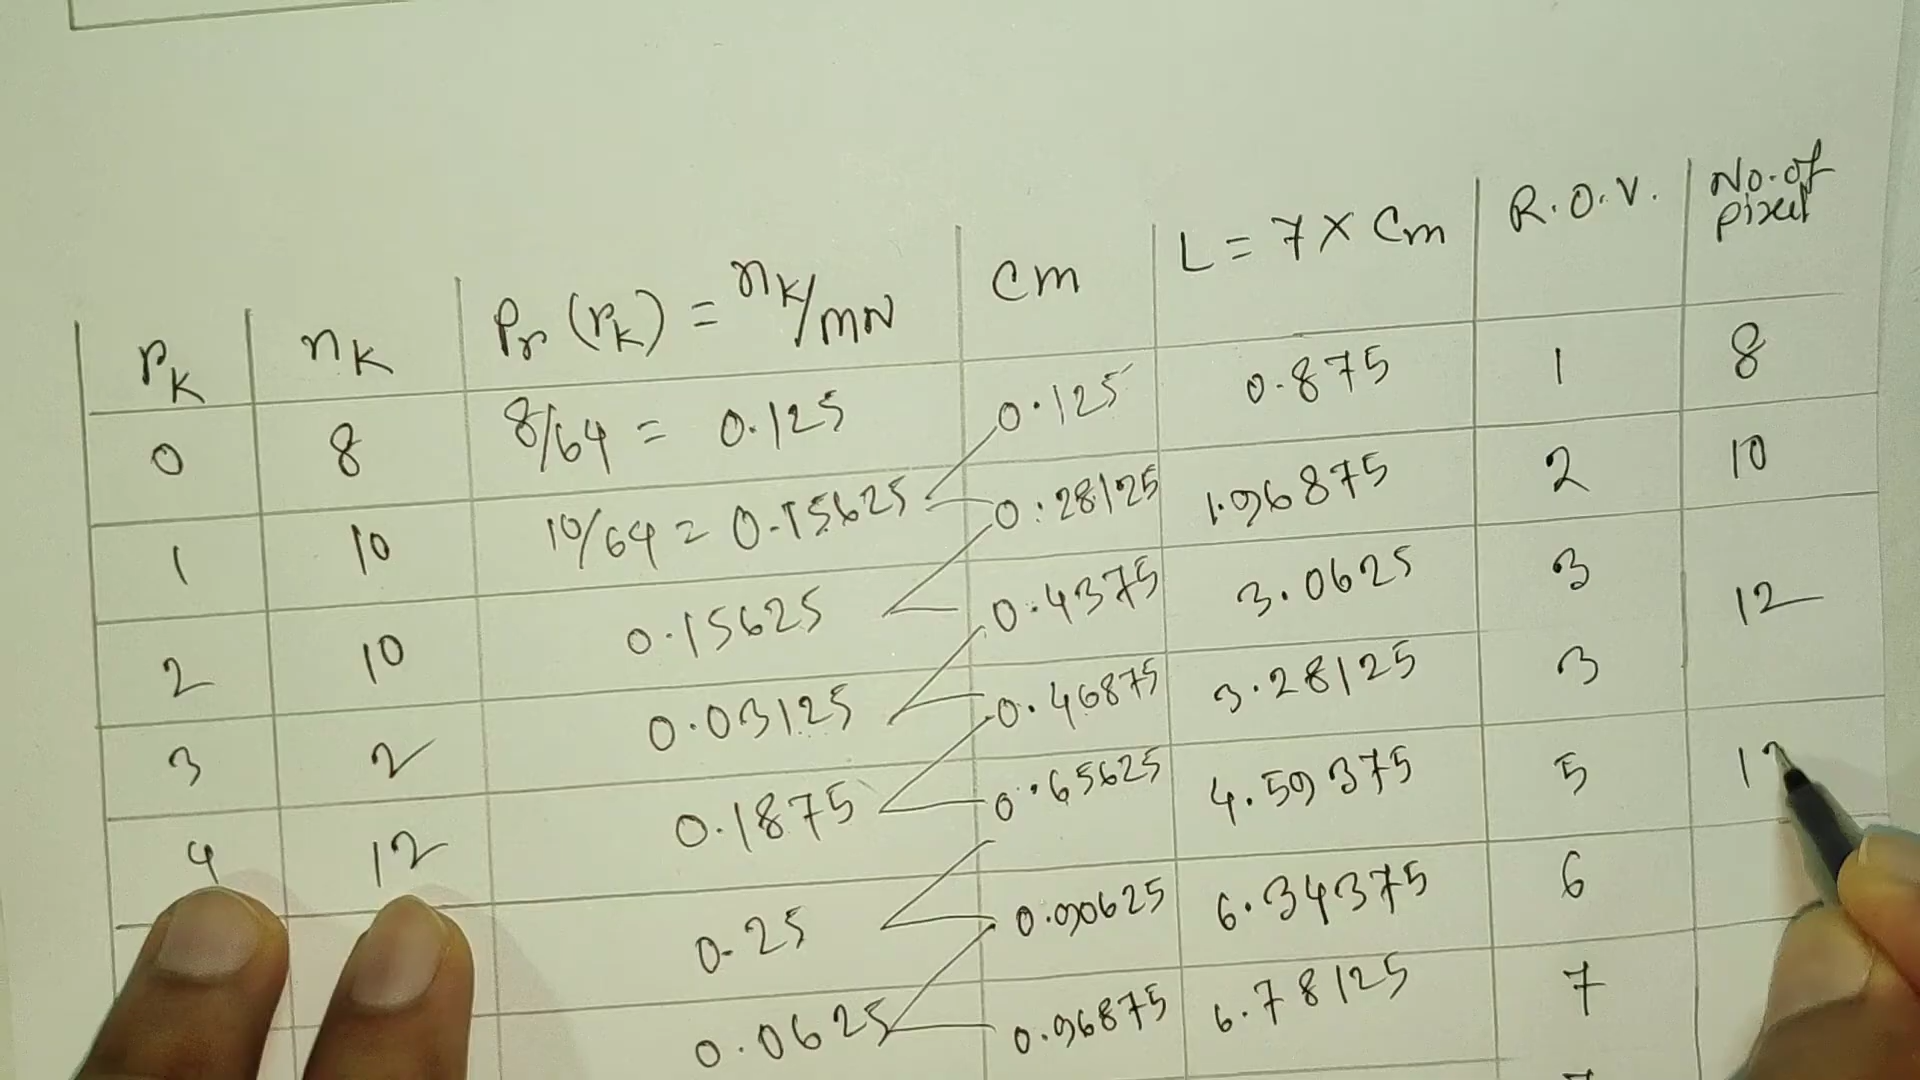 rK | nK | Pr (rK) = nK/MN | Cm | L = 7 × Cm | R.O.V. | No. of pixel
0 | 8 | 8/64 = 0.125 | 0.125 | 0.875 | 1 | 8
1 | 10 | 10/64 = 0.15625 | 0.28125 | 1.96875 | 2 | 10
2 | 10 | 0.15625 | 0.4375 | 3.0625 | 3 | 12
3 | 2 | 0.03125 | 0.46875 | 3.28125 | 3
4 | 12 | 0.1875 | 0.65625 | 4.59375 | 5 | 12
0.25 | 0.90625 | 6.34375 | 6
0.0625 | 0.96875 | 6.78125 | 7